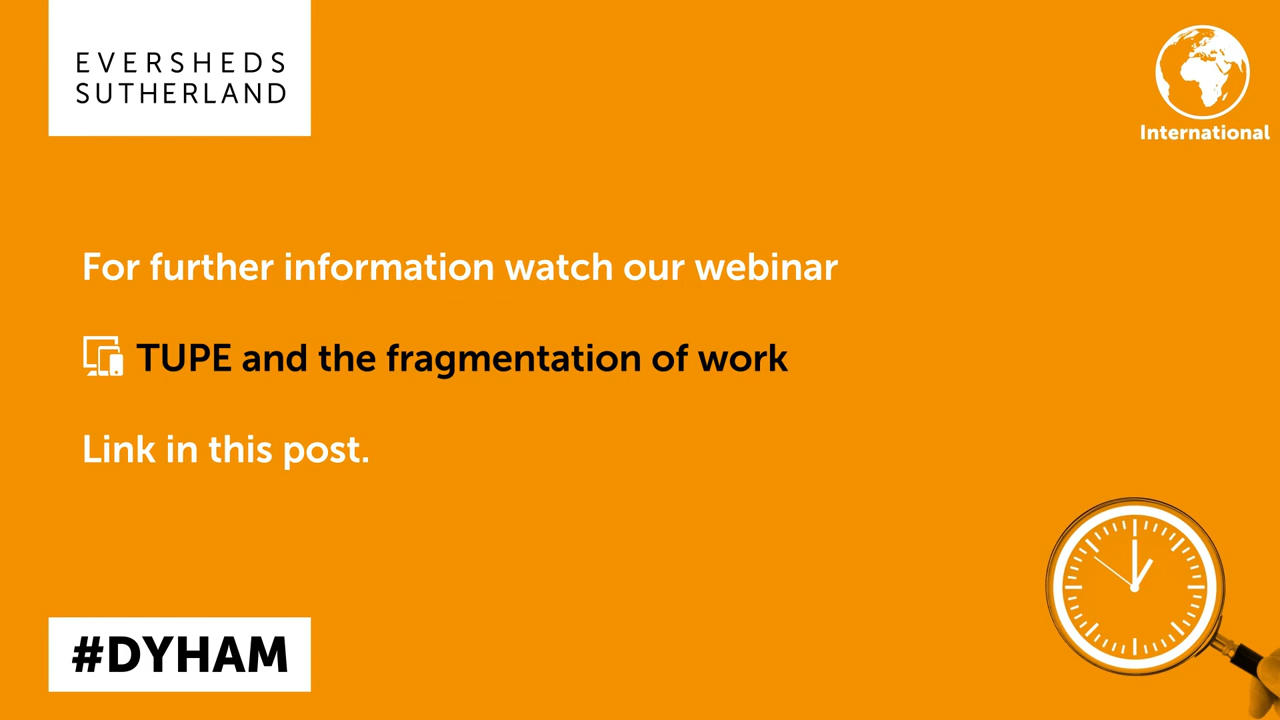 EVERSHEDS
SUTHERLAND
International
For further information watch our webinar
TUPE and the fragmentation of work
Link in this post.
#DYHAM